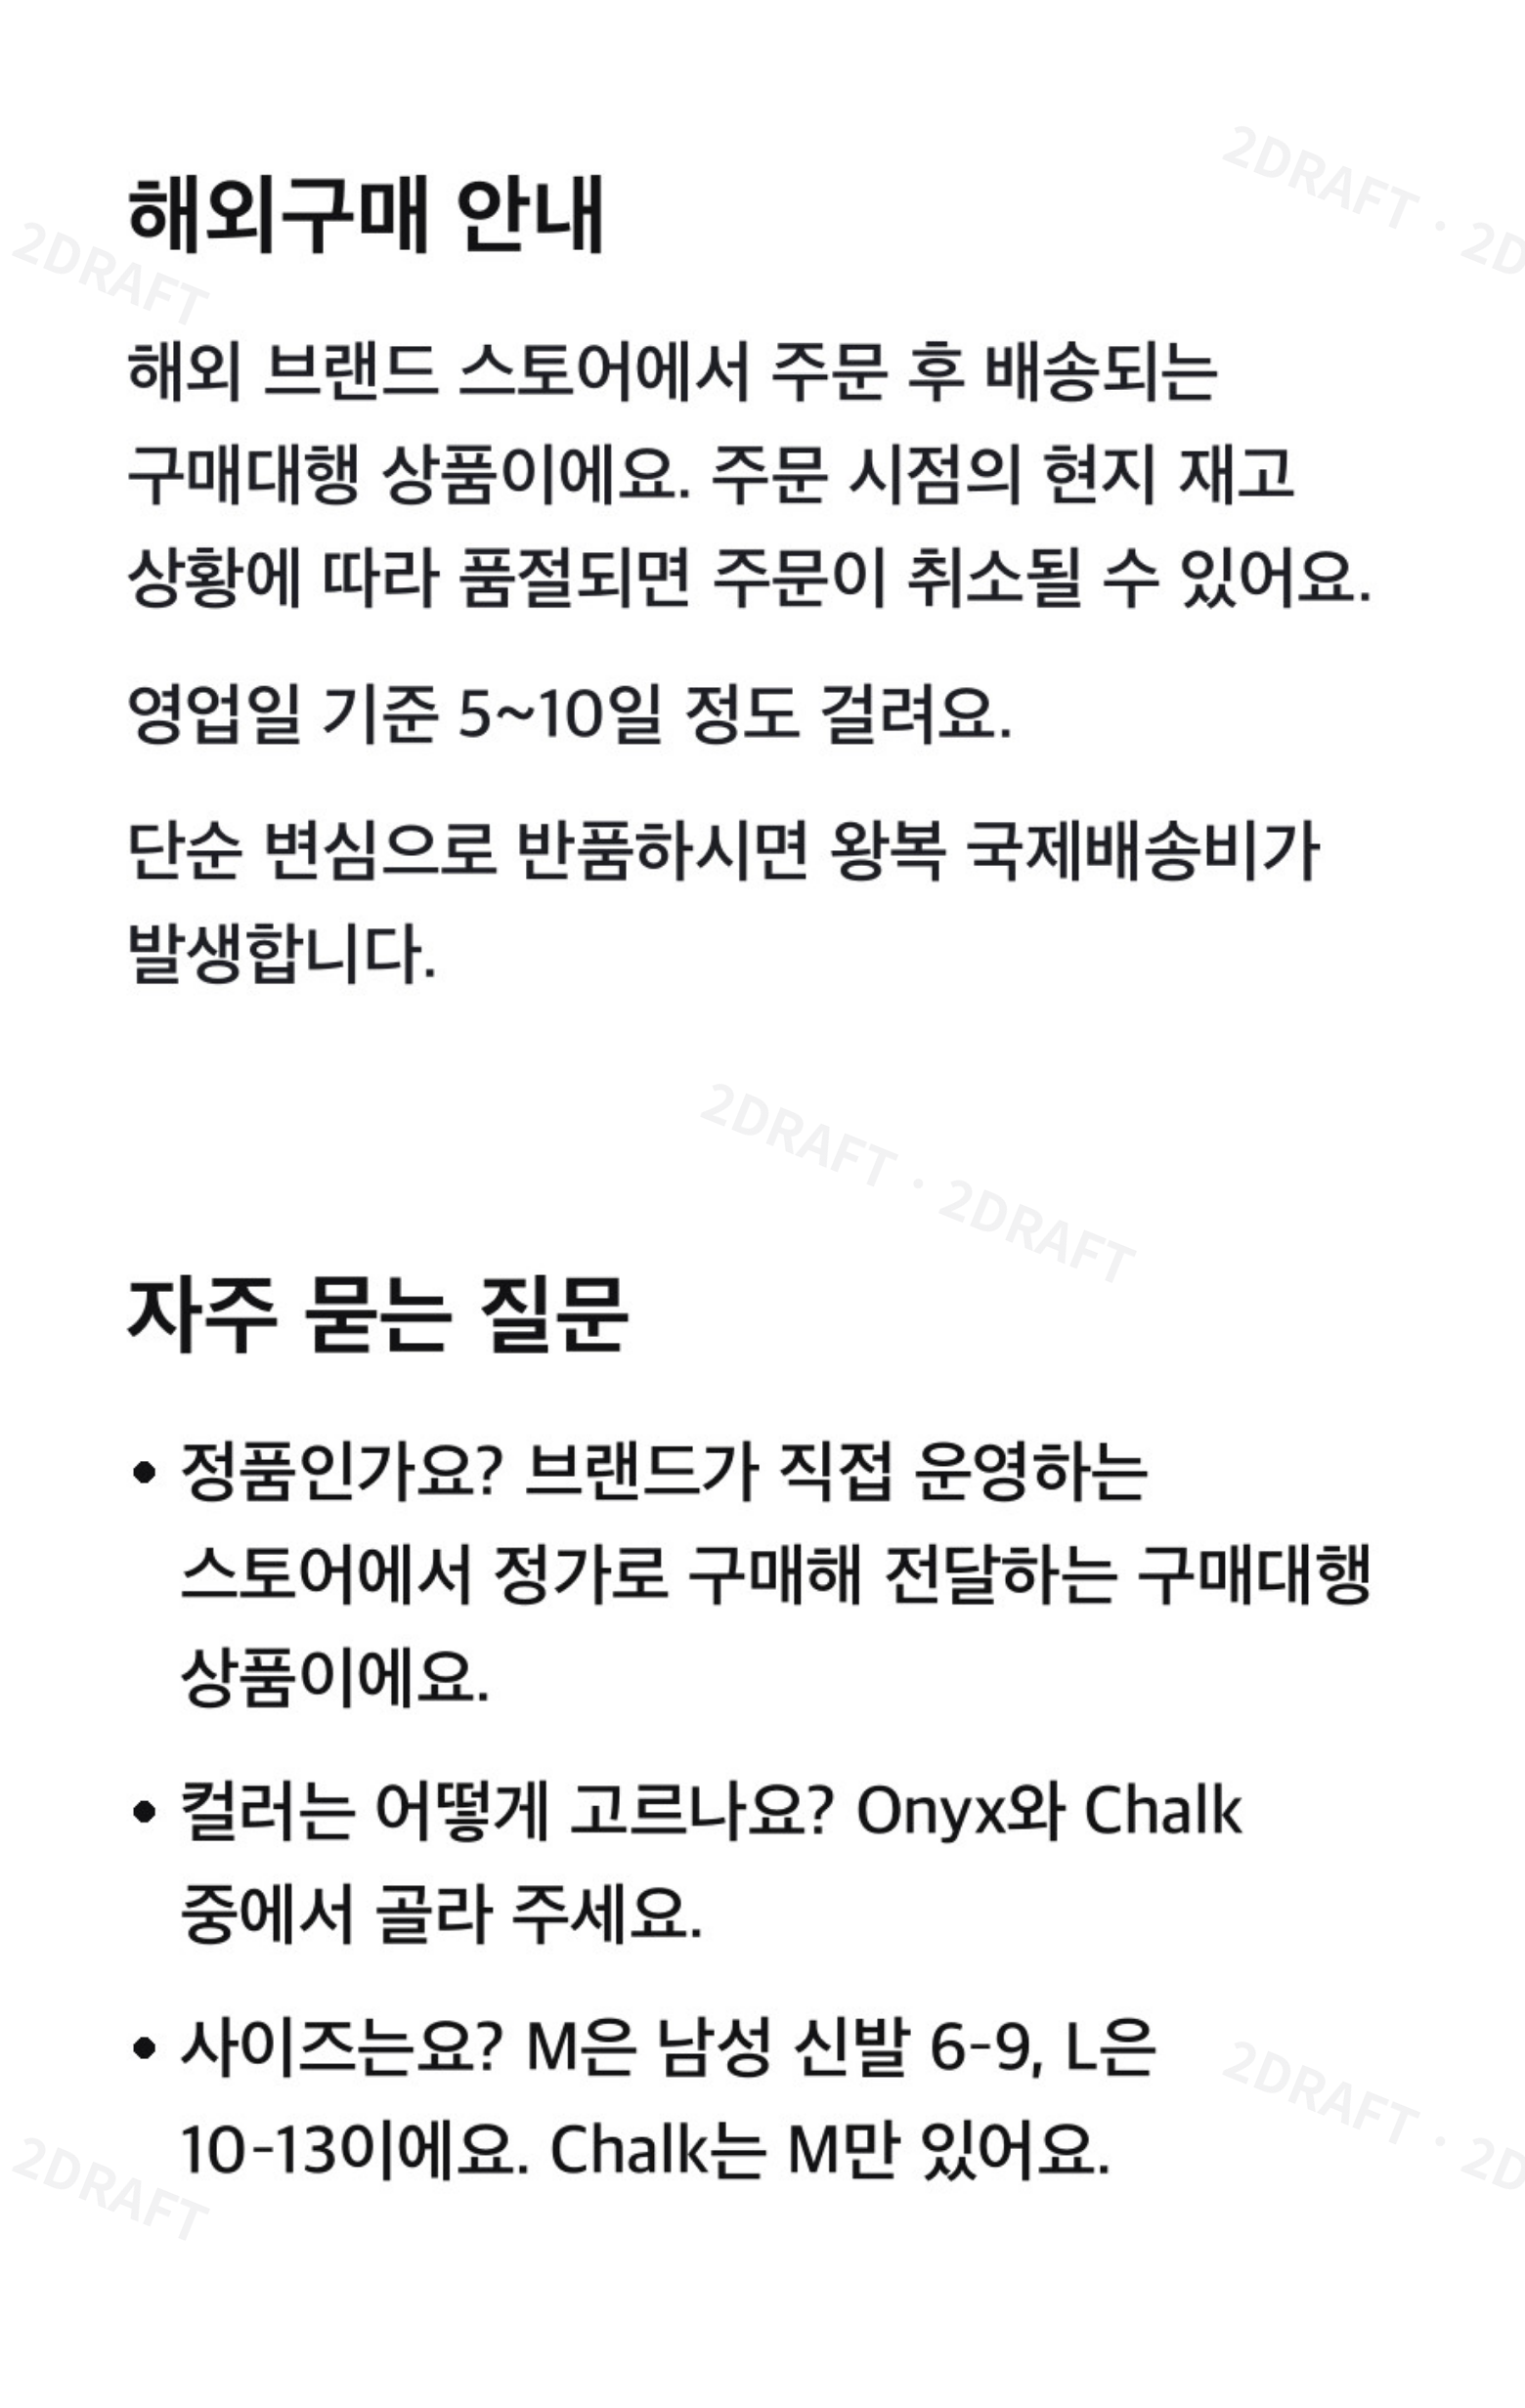 2DRAFT · 2D
해외구매 안내
2DRAFT
해외 브랜드 스토어에서 주문 후 배송되는
구매대행 상품이에요. 주문 시점의 현지 재고
상황에 따라 품절되면 주문이 취소될 수 있어요.
영업일 기준 5~10일 정도 걸려요.
단순 변심으로 반품하시면 왕복 국제배송비가
발생합니다.
2DRAFT · 2DRAFT
자주 묻는 질문
• 정품인가요? 브랜드가 직접 운영하는
스토어에서 정가로 구매해 전달하는 구매대행
상품이에요.
• 컬러는 어떻게 고르나요? Onyx와 Chalk
중에서 골라 주세요.
• 사이즈는요? M은 남성 신발 6-9, L은
10-13이에요. Chalk는 M만 있어요.
2DRAFT · 2D
2DRAFT